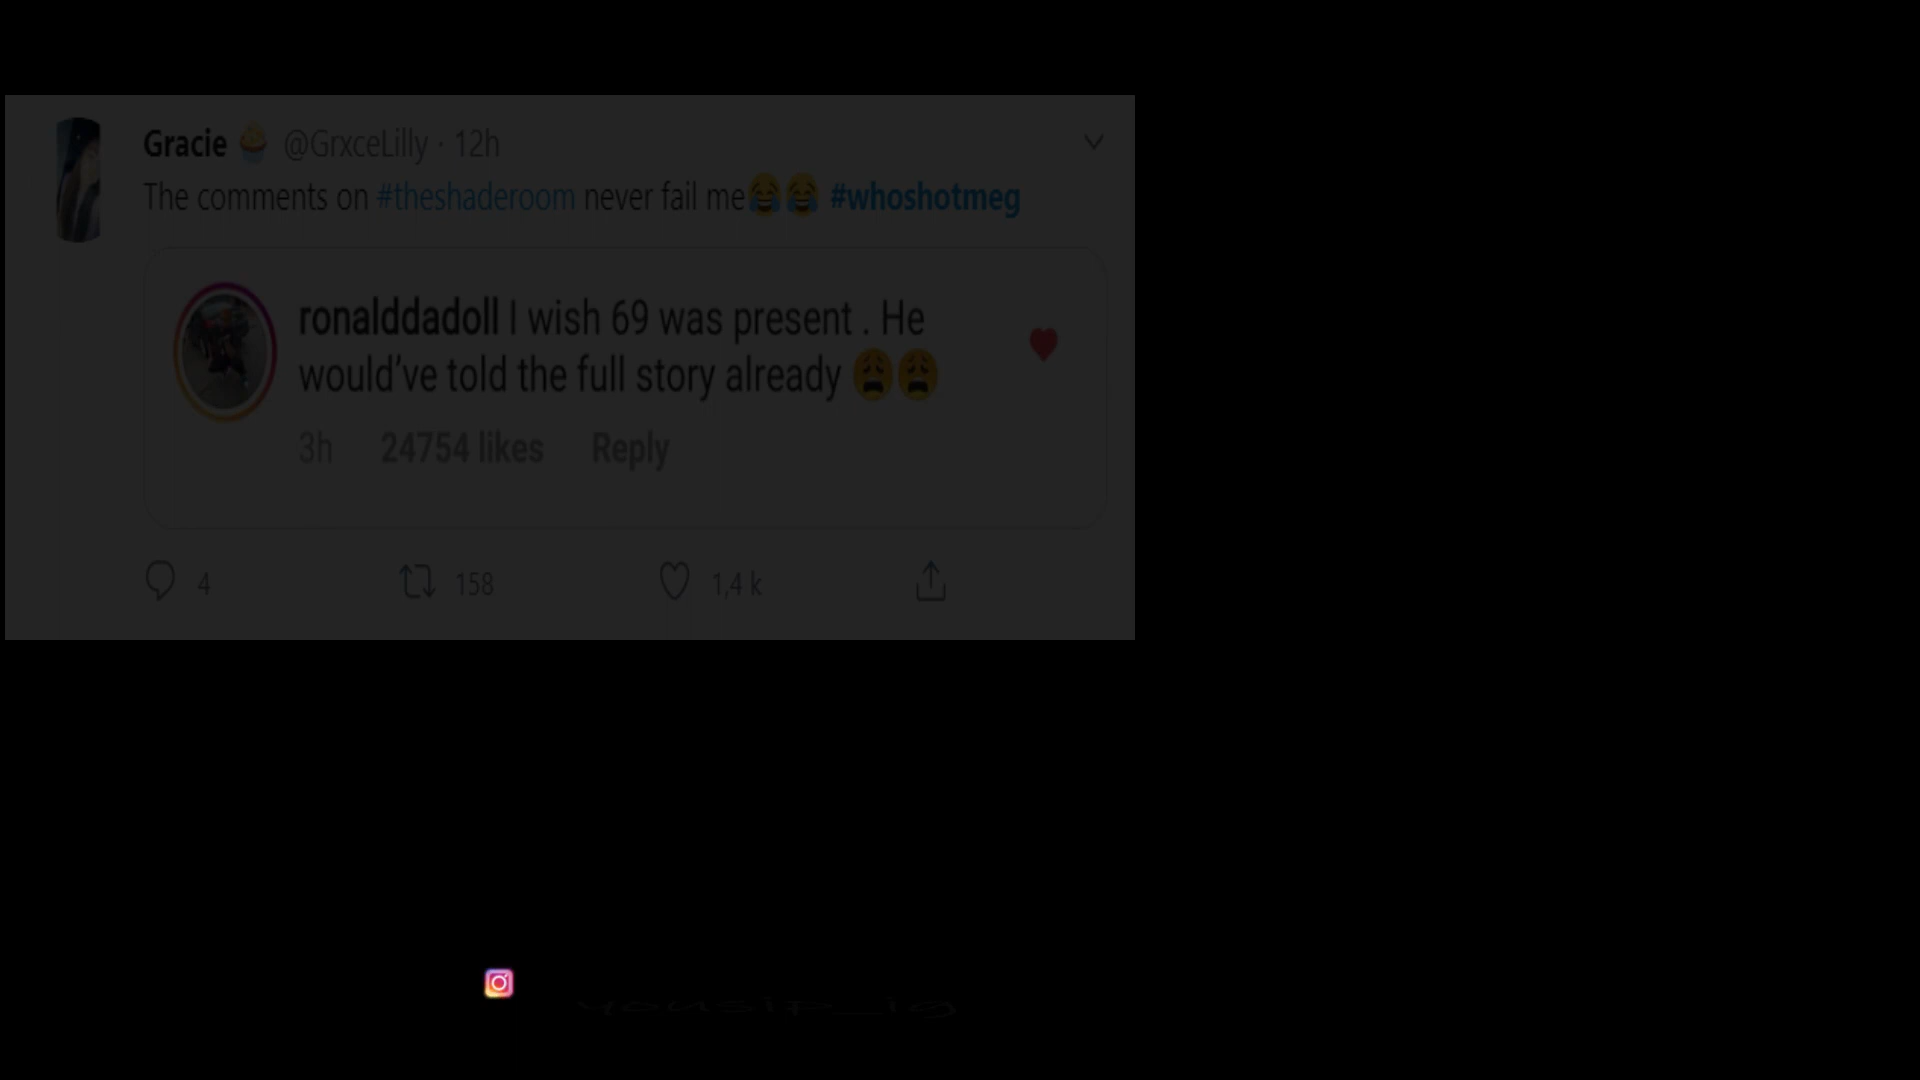 Gracie 🧁 @GrxceLilly · 12h
The comments on #theshaderoom never fail me😂😂 #whoshotmeg
ronalddadoll I wish 69 was present . He
would’ve told the full story already 😩😩
3h 24754 likes Reply
4 158 1,4 k